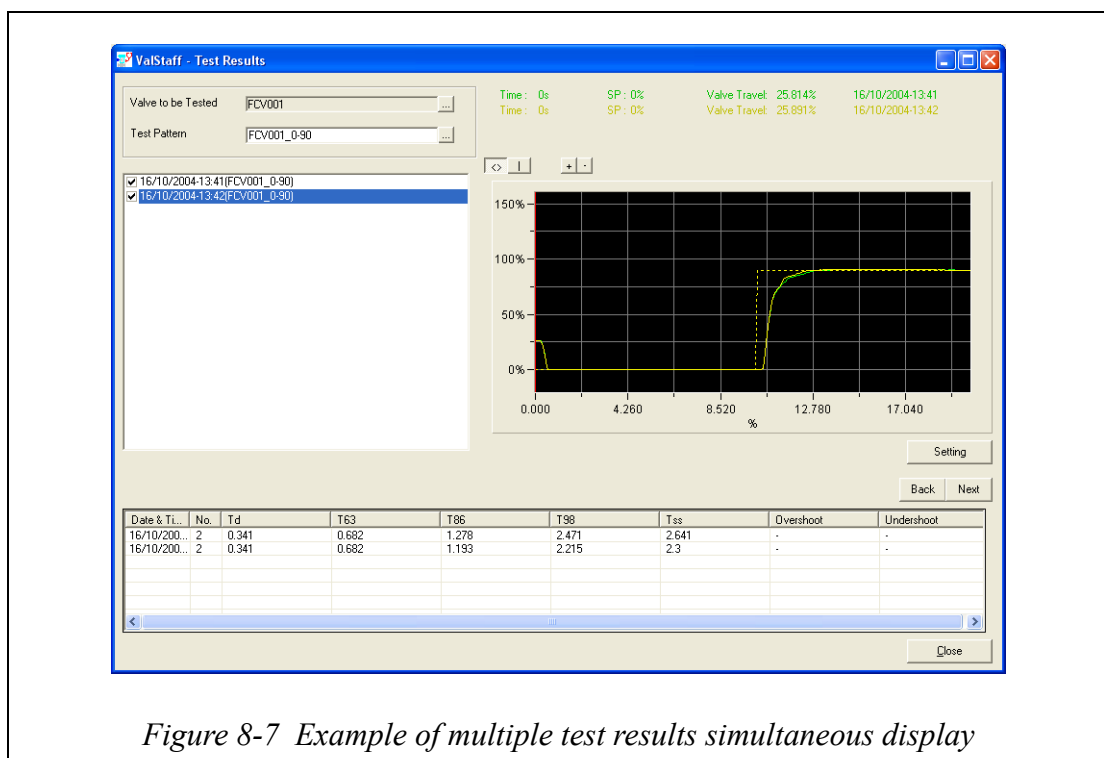 ValStaff - Test Results
Valve to be Tested FCV001 ...
Test Pattern FCV001_0-90 ...
Time : 0s SP : 0% Valve Travel: 25.814% 16/10/2004-13:41
Time : 0s SP : 0% Valve Travel: 25.891% 16/10/2004-13:42
<> | + -
16/10/2004-13:41(FCV001_0-90)
16/10/2004-13:42(FCV001_0-90)
150%
100%
50%
0%
0.000 4.260 8.520 12.780 17.040
%
Setting
Back Next
Date & Ti... No. Td T63 T86 T98 Tss Overshoot Undershoot
16/10/200... 2 0.341 0.682 1.278 2.471 2.641 - -
16/10/200... 2 0.341 0.682 1.193 2.215 2.3 - -
Close
Figure 8-7 Example of multiple test results simultaneous display